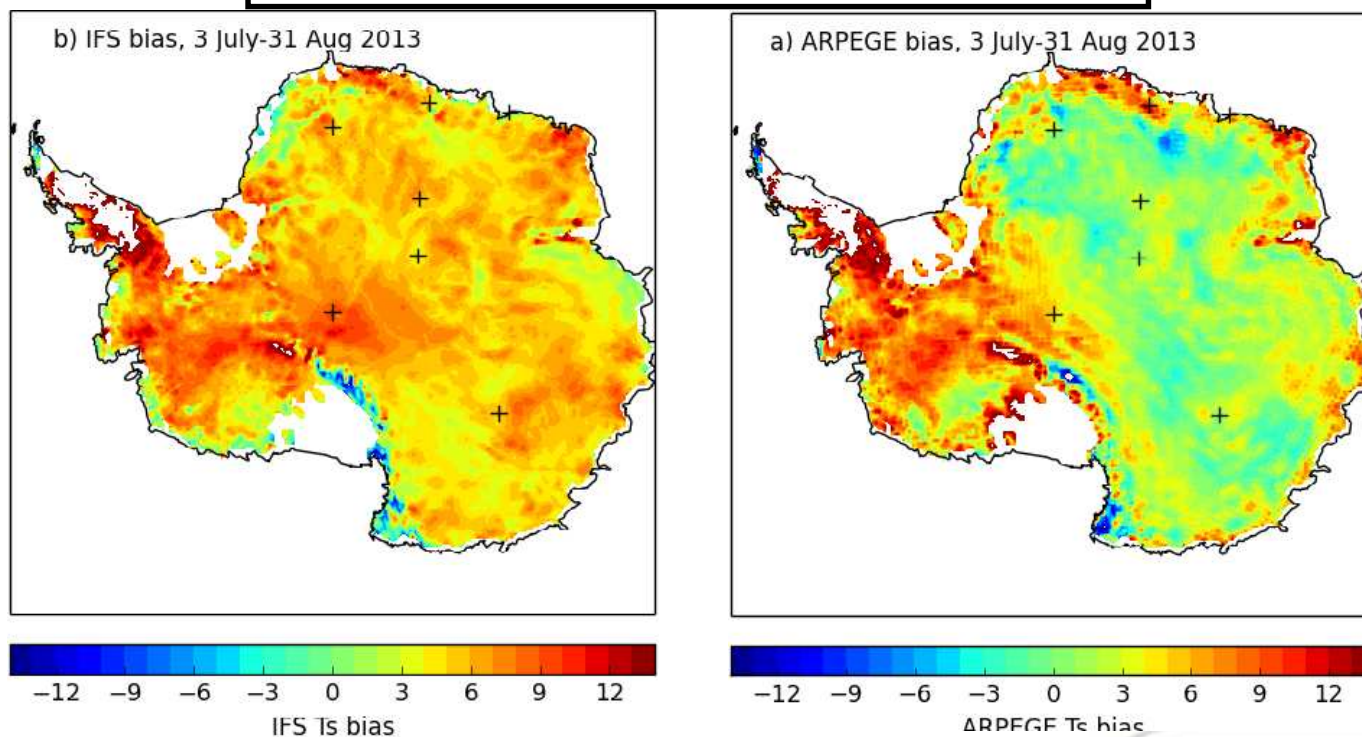 b) IFS bias, 3 July-31 Aug 2013
−12 −9 −6 −3 0 3 6 9 12
IFS Ts bias
a) ARPEGE bias, 3 July-31 Aug 2013
−12 −9 −6 −3 0 3 6 9 12
ARPEGE Ts bias